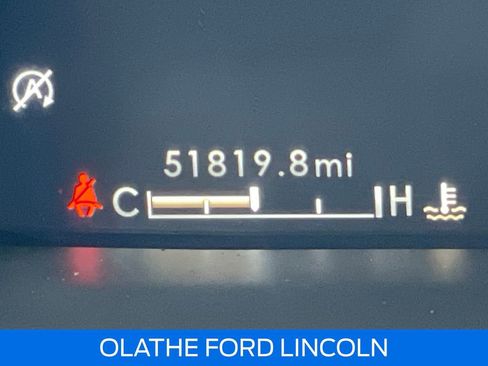 A
51819.8mi
C H
OLATHE FORD LINCOLN